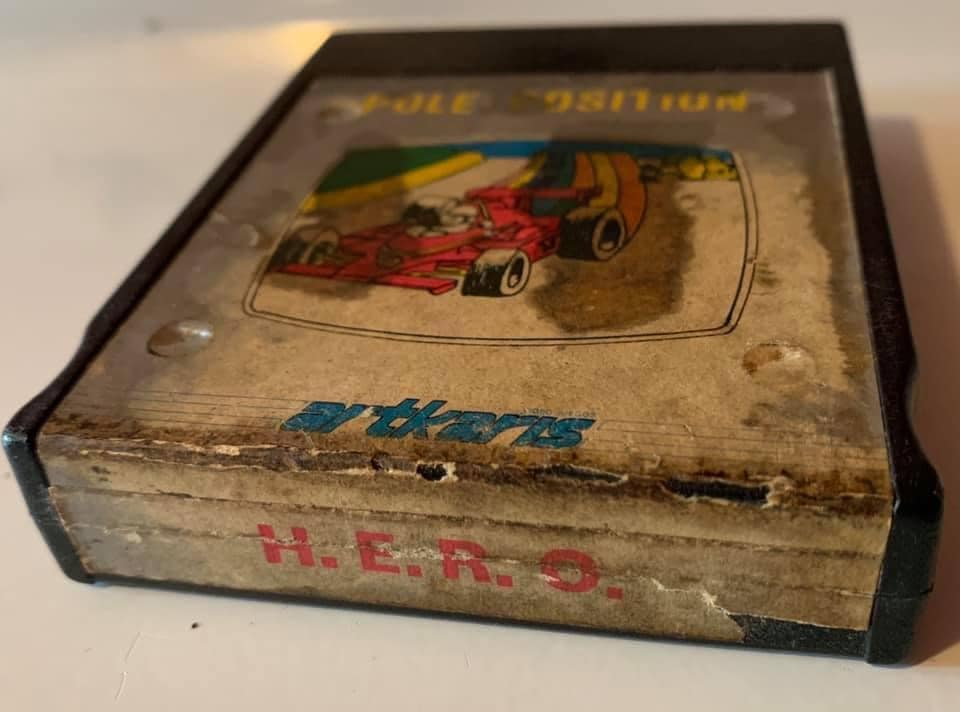 POLE POSITION
artkaris
H. E. R. O.